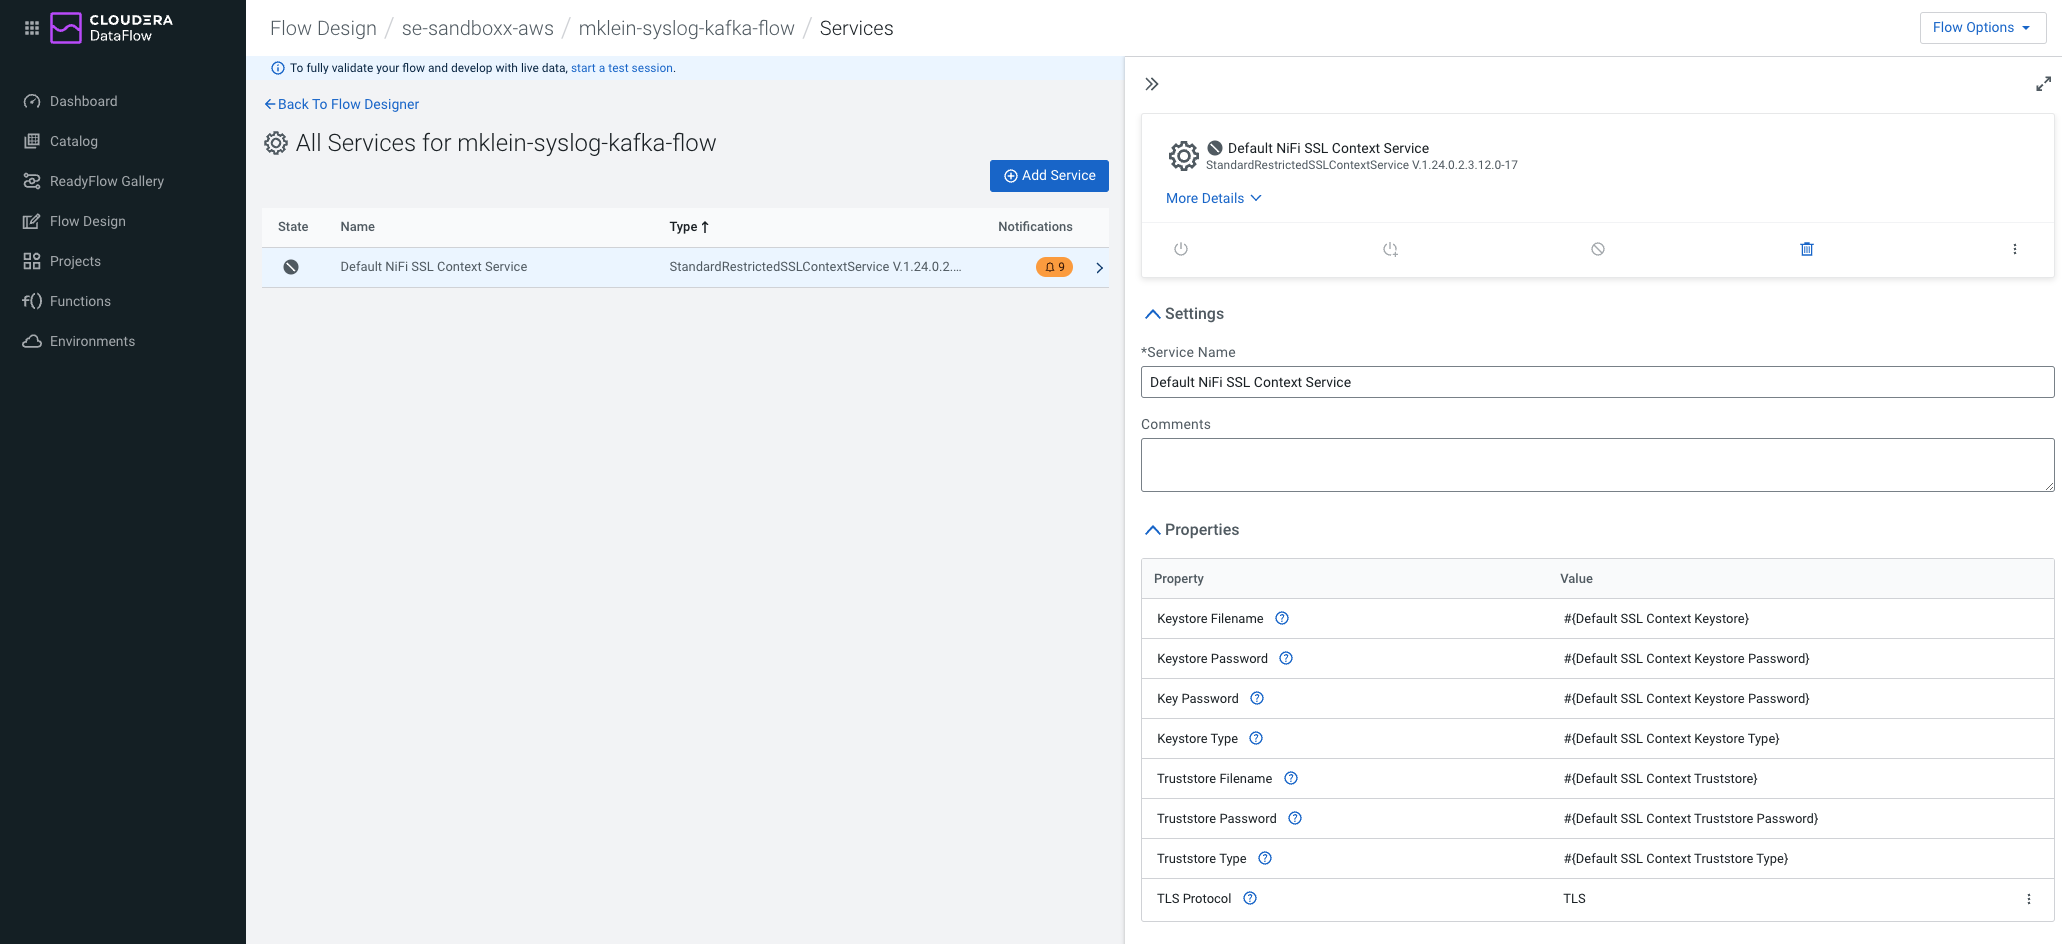 CLOUDERA
DataFlow
Dashboard
Catalog
ReadyFlow Gallery
Flow Design
Projects
Functions
Environments
Flow Design / se-sandboxx-aws / mklein-syslog-kafka-flow / Services
Flow Options
To fully validate your flow and develop with live data, start a test session.
Back To Flow Designer
All Services for mklein-syslog-kafka-flow
Add Service
State Name Type Notifications
Default NiFi SSL Context Service StandardRestrictedSSLContextService V.1.24.0.2.... 9
Default NiFi SSL Context Service
StandardRestrictedSSLContextService V.1.24.0.2.3.12.0-17
More Details
Settings
*Service Name
Default NiFi SSL Context Service
Comments
Properties
Property Value
Keystore Filename #{Default SSL Context Keystore}
Keystore Password #{Default SSL Context Keystore Password}
Key Password #{Default SSL Context Keystore Password}
Keystore Type #{Default SSL Context Keystore Type}
Truststore Filename #{Default SSL Context Truststore}
Truststore Password #{Default SSL Context Truststore Password}
Truststore Type #{Default SSL Context Truststore Type}
TLS Protocol TLS